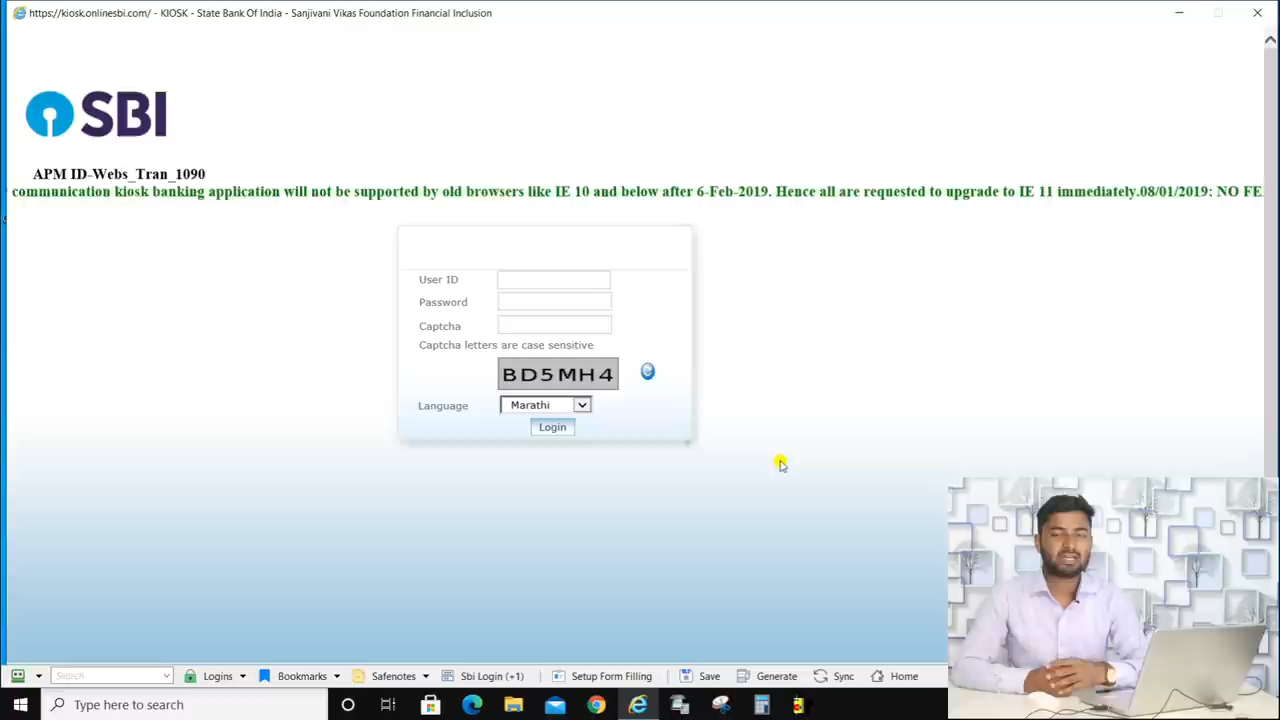 https://kiosk.onlinesbi.com/ - KIOSK - State Bank Of India - Sanjivani Vikas Foundation Financial Inclusion
SBI
APM ID-Webs_Tran_1090
communication kiosk banking application will not be supported by old browsers like IE 10 and below after 6-Feb-2019. Hence all are requested to upgrade to IE 11 immediately.08/01/2019: NO FE
User ID
Password
Captcha
Captcha letters are case sensitive
BD5MH4
Language Marathi
Login
Search Logins Bookmarks Safenotes Sbi Login (+1) Setup Form Filling Save Generate Sync Home
Type here to search